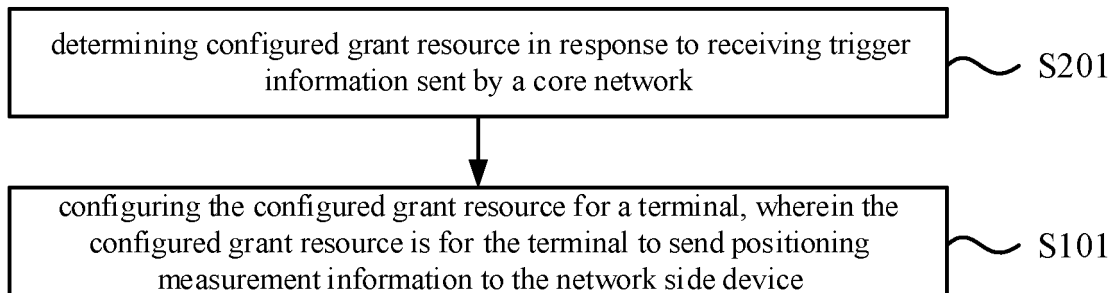 determining configured grant resource in response to receiving trigger
information sent by a core network
S201
configuring the configured grant resource for a terminal, wherein the
configured grant resource is for the terminal to send positioning
measurement information to the network side device
S101